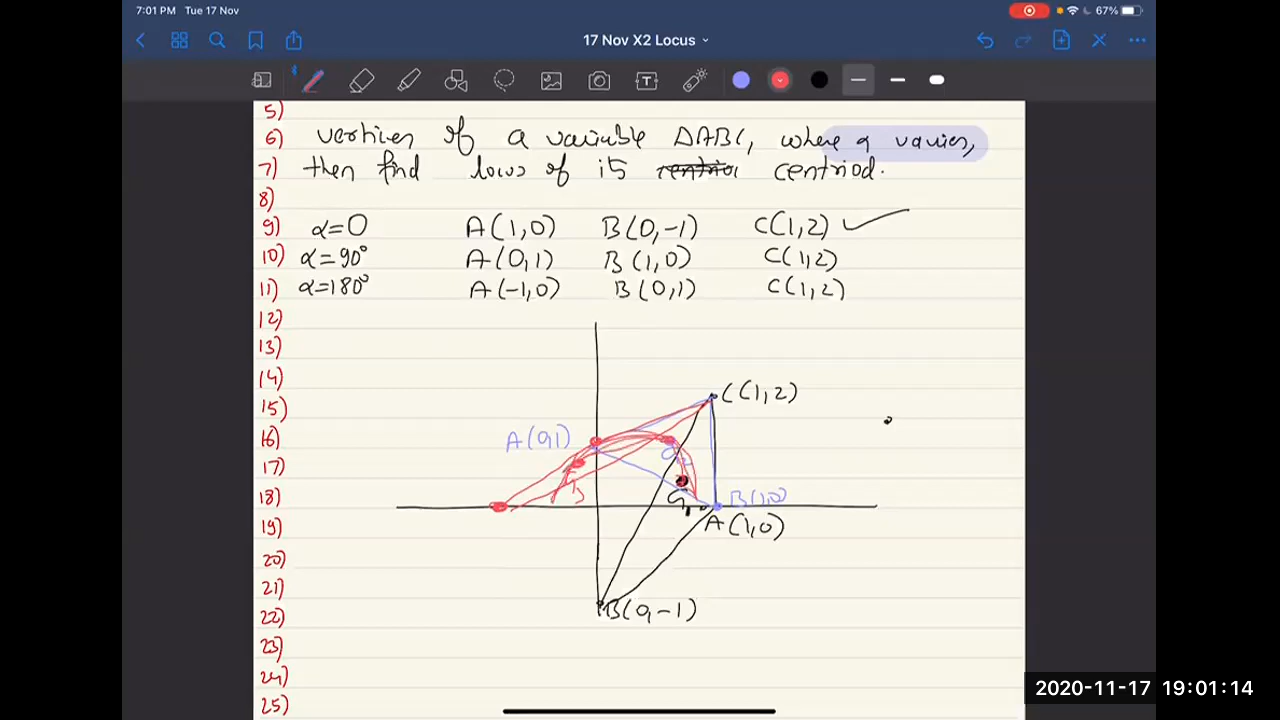 7:01 PM Tue 17 Nov 67%
17 Nov X2 Locus
5)
6) vertices of a variable ΔABC, where α varies,
7) then find locus of its centriod.
8)
9) α=0 A(1,0) B(0,-1) C(1,2)
10) α=90° A(0,1) B(1,0) C(1,2)
11) α=180° A(-1,0) B(0,1) C(1,2)
12)
13)
14) C(1,2)
15)
16) A(0,1)
17)
18) G1 B(1,0)
19) A(1,0)
20)
21)
22) B(0,-1)
23)
24)
25)
2020-11-17 19:01:14